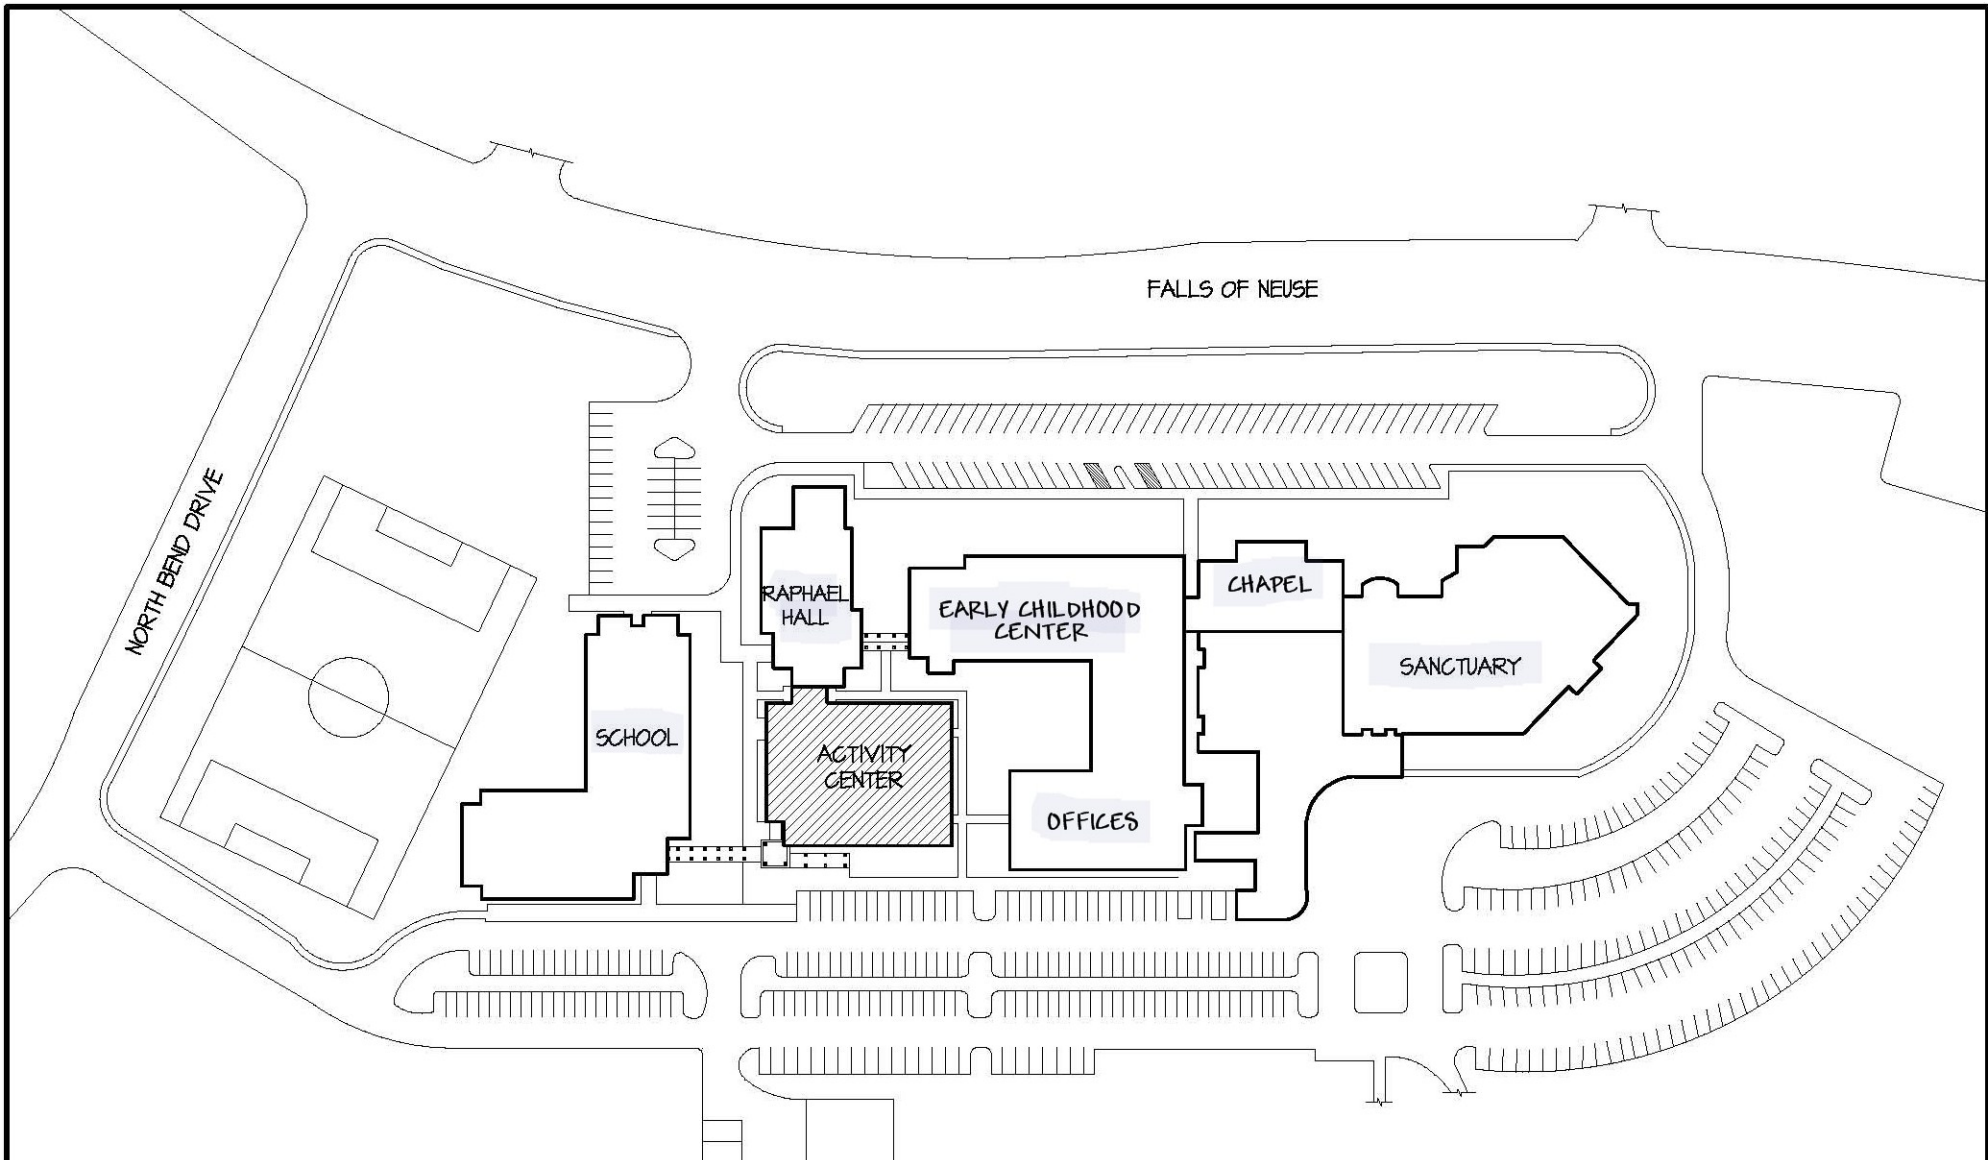 FALLS OF NEUSE
NORTH BEND DRIVE
RAPHAEL
HALL
EARLY CHILDHOOD
CENTER
CHAPEL
SANCTUARY
SCHOOL
ACTIVITY
CENTER
OFFICES